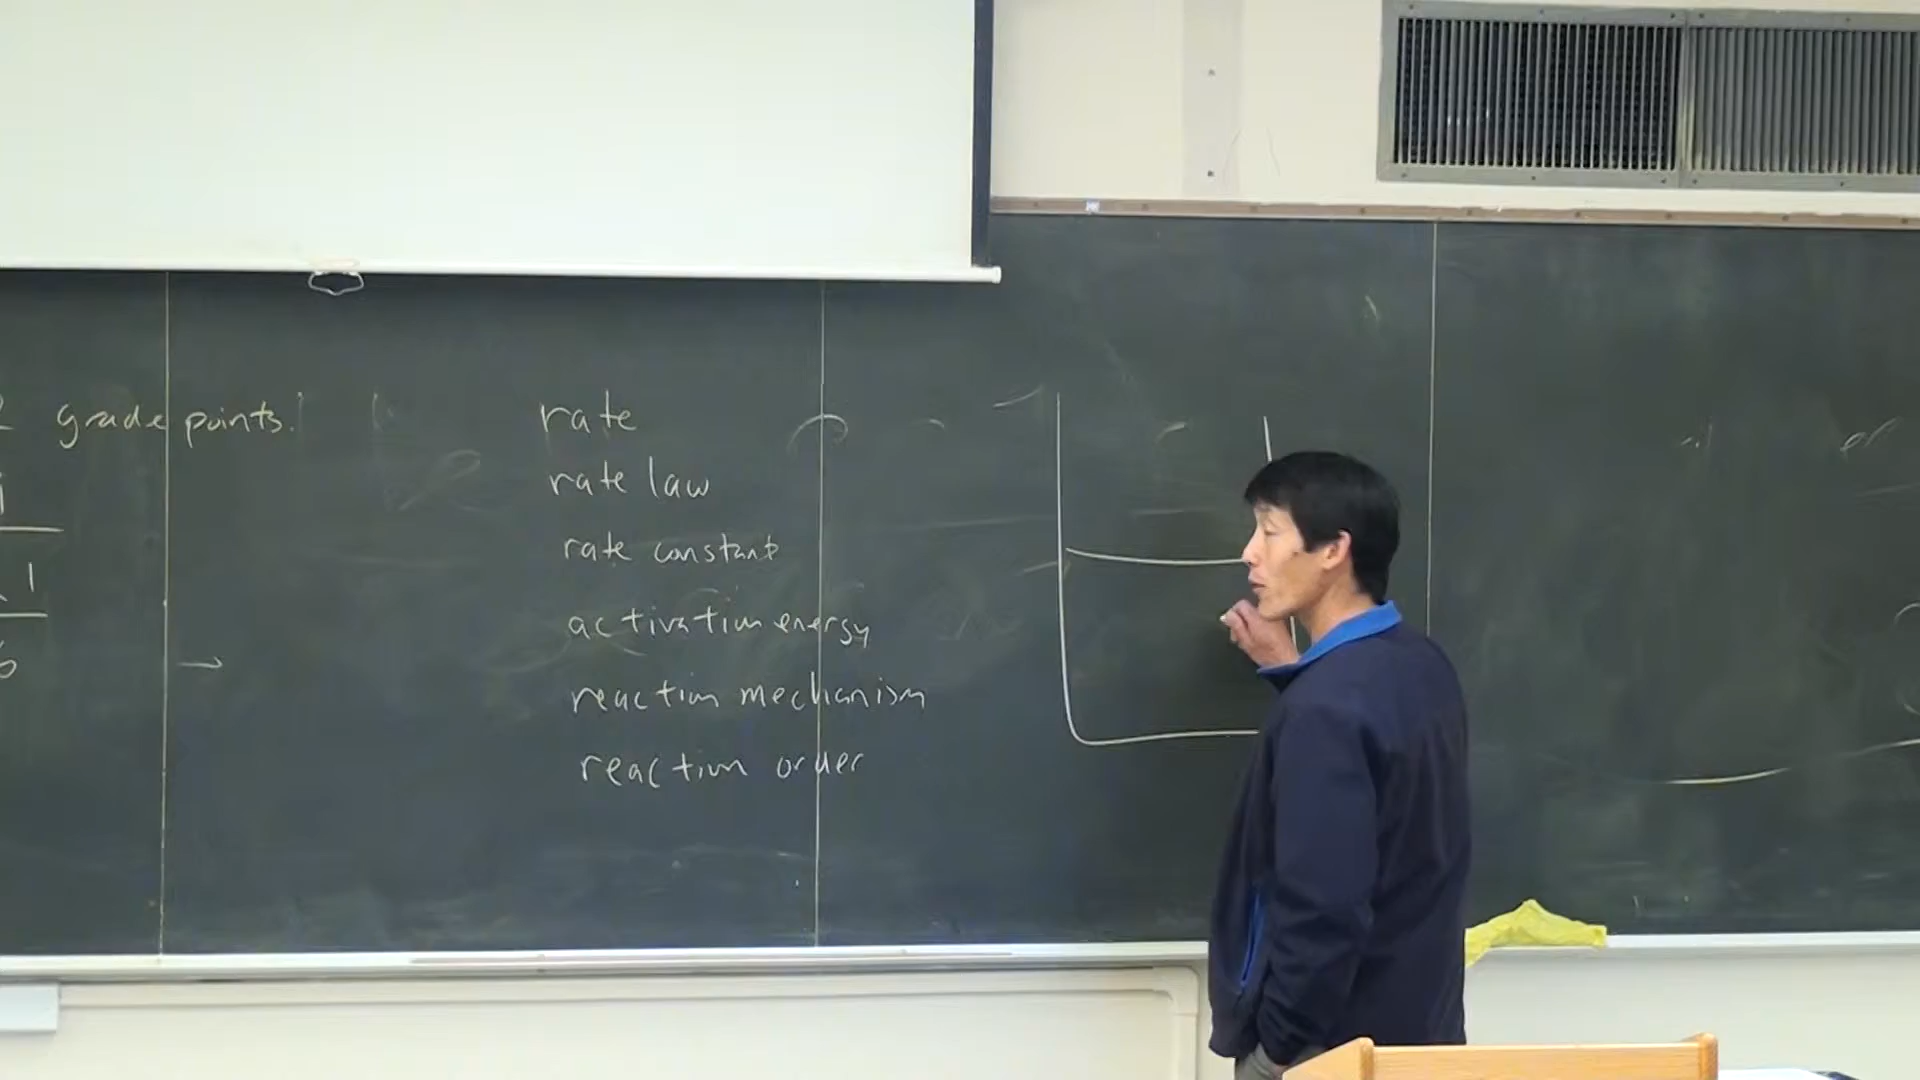 grade points.
rate
rate law
rate constant
activation energy
reaction mechanism
reaction order